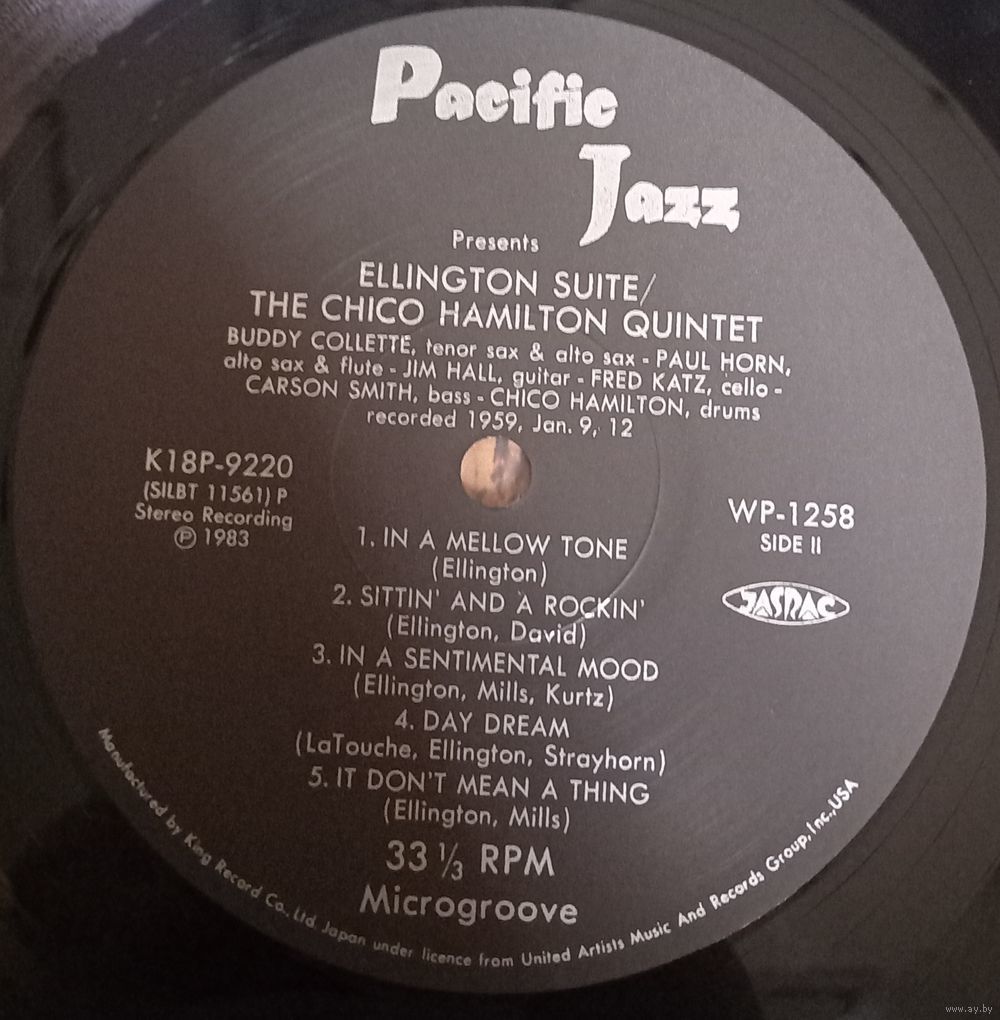 Pacific
Jazz
Presents
ELLINGTON SUITE/
THE CHICO HAMILTON QUINTET
BUDDY COLLETTE, tenor sax & alto sax - PAUL HORN,
alto sax & flute - JIM HALL, guitar - FRED KATZ, cello -
CARSON SMITH, bass - CHICO HAMILTON, drums
recorded 1959, Jan. 9, 12
K18P-9220
(SILBT 11561) P
Stereo Recording
℗ 1983
WP-1258
SIDE II
JASRAC
1. IN A MELLOW TONE
(Ellington)
2. SITTIN' AND A ROCKIN'
(Ellington, David)
3. IN A SENTIMENTAL MOOD
(Ellington, Mills, Kurtz)
4. DAY DREAM
(LaTouche, Ellington, Strayhorn)
5. IT DON'T MEAN A THING
(Ellington, Mills)
33 1/3 RPM
Microgroove
Manufactured by King Record Co., Ltd. Japan under licence from United Artists Music And Records Group, Inc., USA
www.ay.by